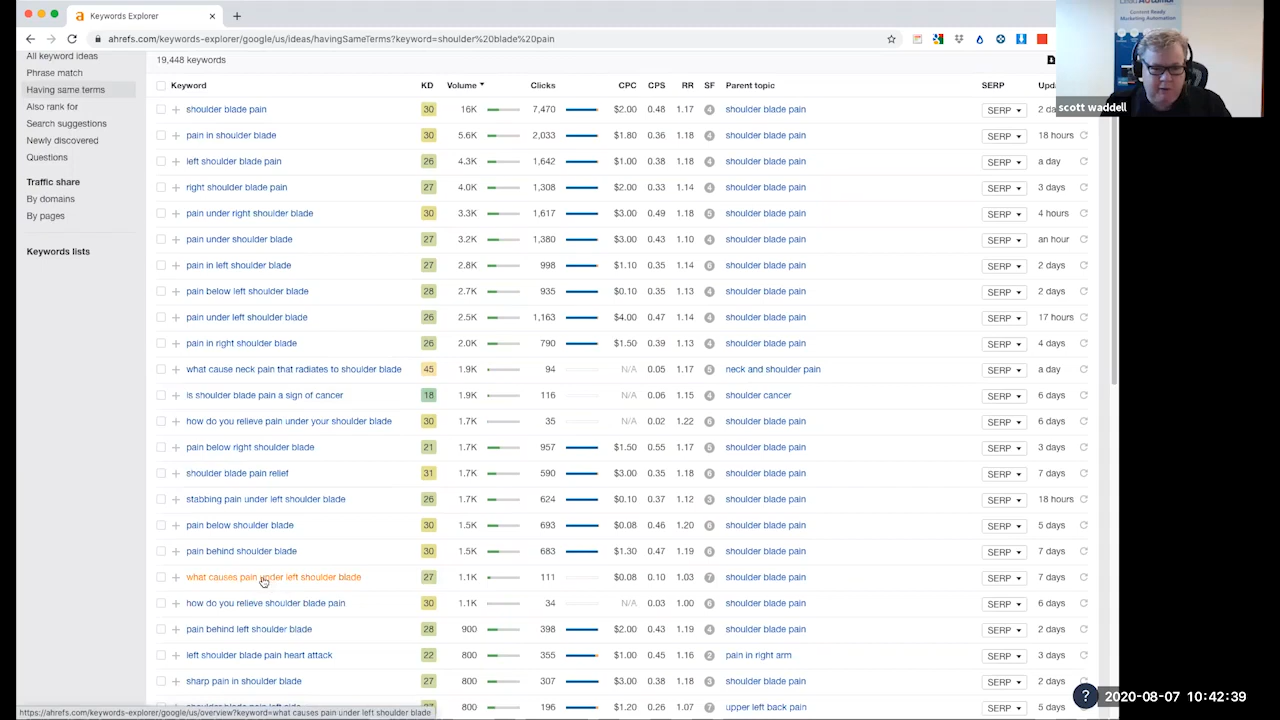 Keywords Explorer
ahrefs.com/keywords-explorer/google/us/ideas/havingSameTerms?keyword=shoulder%20blade%20pain
Content Ready
Marketing Automation
scott waddell
All keyword ideas
Phrase match
Having same terms
Also rank for
Search suggestions
Newly discovered
Questions
Traffic share
By domains
By pages
Keywords lists
19,448 keywords
Keyword KD Volume Clicks CPC CPS RR SF Parent topic SERP
shoulder blade pain 30 16K 7,470 $2.00 0.48 1.17 4 shoulder blade pain SERP 2 da
pain in shoulder blade 30 5.6K 2,033 $1.80 0.36 1.18 4 shoulder blade pain SERP 18 hours
left shoulder blade pain 26 4.3K 1,642 $1.00 0.38 1.18 4 shoulder blade pain SERP a day
right shoulder blade pain 27 4.0K 1,308 $2.00 0.33 1.14 4 shoulder blade pain SERP 3 days
pain under right shoulder blade 30 3.3K 1,617 $3.00 0.49 1.18 5 shoulder blade pain SERP 4 hours
pain under shoulder blade 27 3.2K 1,380 $3.00 0.43 1.10 4 shoulder blade pain SERP an hour
pain in left shoulder blade 27 2.8K 998 $1.10 0.35 1.14 6 shoulder blade pain SERP 2 days
pain below left shoulder blade 28 2.7K 935 $0.10 0.35 1.13 4 shoulder blade pain SERP 2 days
pain under left shoulder blade 26 2.5K 1,163 $4.00 0.47 1.14 4 shoulder blade pain SERP 17 hours
pain in right shoulder blade 26 2.0K 790 $1.50 0.39 1.13 4 shoulder blade pain SERP 4 days
what cause neck pain that radiates to shoulder blade 45 1.9K 94 N/A 0.05 1.17 5 neck and shoulder pain SERP a day
is shoulder blade pain a sign of cancer 18 1.9K 116 N/A 0.06 1.15 4 shoulder cancer SERP 6 days
how do you relieve pain under your shoulder blade 30 1.7K 35 N/A 0.02 1.22 6 shoulder blade pain SERP 6 days
pain below right shoulder blade 21 1.7K 957 $1.50 0.57 1.17 5 shoulder blade pain SERP 3 days
shoulder blade pain relief 31 1.7K 590 $3.00 0.35 1.18 6 shoulder blade pain SERP 7 days
stabbing pain under left shoulder blade 26 1.7K 624 $0.10 0.37 1.12 3 shoulder blade pain SERP 18 hours
pain below shoulder blade 30 1.5K 693 $0.08 0.46 1.20 6 shoulder blade pain SERP 5 days
pain behind shoulder blade 30 1.5K 683 $1.30 0.47 1.19 6 shoulder blade pain SERP 7 days
what causes pain under left shoulder blade 27 1.1K 111 $0.08 0.10 1.03 4 shoulder blade pain SERP 7 days
how do you relieve shoulder blade pain 30 1.1K 34 N/A 0.03 1.00 6 shoulder blade pain SERP 6 days
pain behind left shoulder blade 28 900 398 $2.00 0.43 1.19 4 shoulder blade pain SERP 2 days
left shoulder blade pain heart attack 22 800 355 $1.00 0.45 1.16 2 pain in right arm SERP 3 days
sharp pain in shoulder blade 27 800 307 $3.00 0.38 1.18 3 shoulder blade pain SERP 2 days
800 196 1.07 7 upper left back pain SERP 5 days
https://ahrefs.com/keywords-explorer/google/us/overview?keyword=what causes pain under left shoulder blade
? 2020-08-07 10:42:39